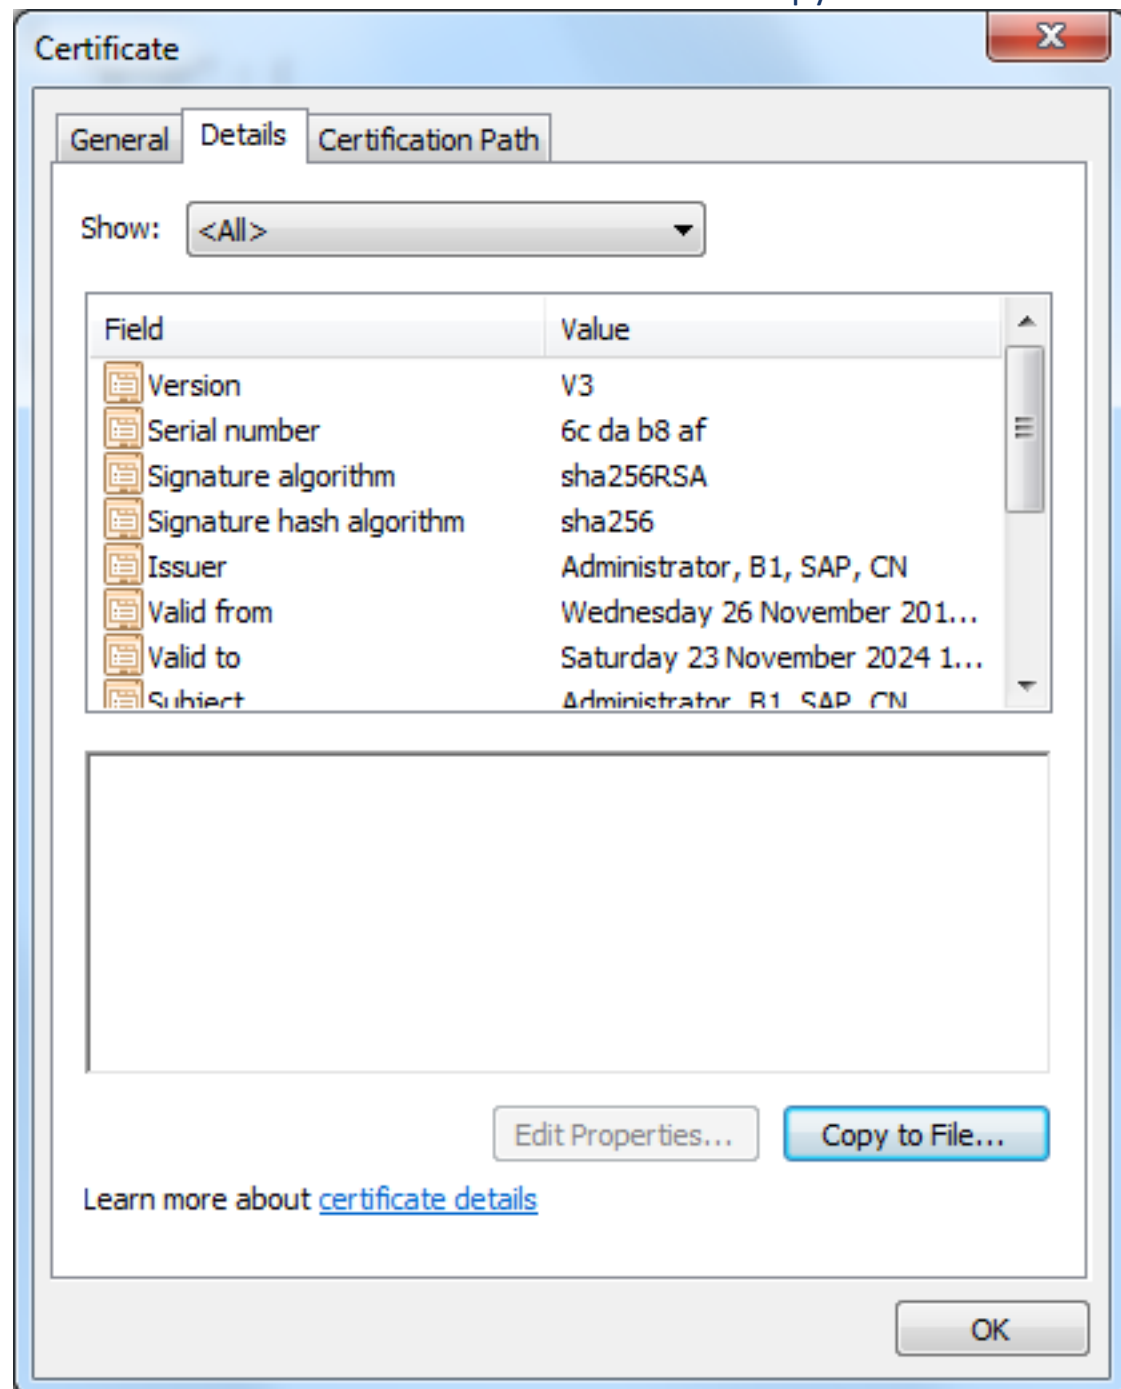 Certificate
General Details Certification Path
Show: <All>
Field Value
Version V3
Serial number 6c da b8 af
Signature algorithm sha256RSA
Signature hash algorithm sha256
Issuer Administrator, B1, SAP, CN
Valid from Wednesday 26 November 201...
Valid to Saturday 23 November 2024 1...
Subject Administrator, B1, SAP, CN
Edit Properties... Copy to File...
Learn more about certificate details
OK